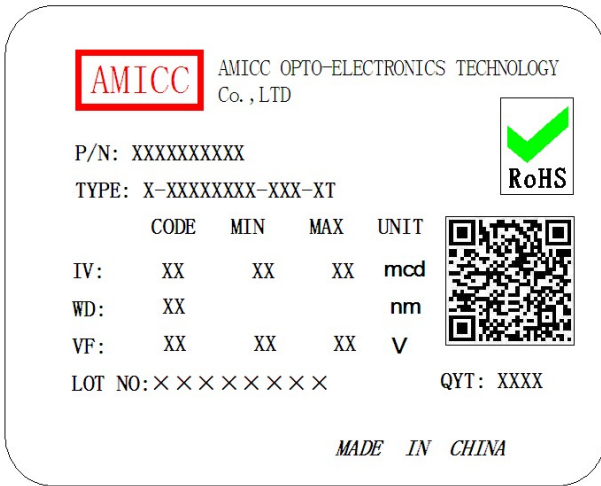 AMICC
AMICC OPTO-ELECTRONICS TECHNOLOGY
Co.,LTD
RoHS
P/N: XXXXXXXXXX
TYPE: X-XXXXXXXX-XXX-XT
CODE MIN MAX UNIT
IV: XX XX XX mcd
WD: XX nm
VF: XX XX XX V
LOT NO:××××××××
QYT: XXXX
MADE IN CHINA